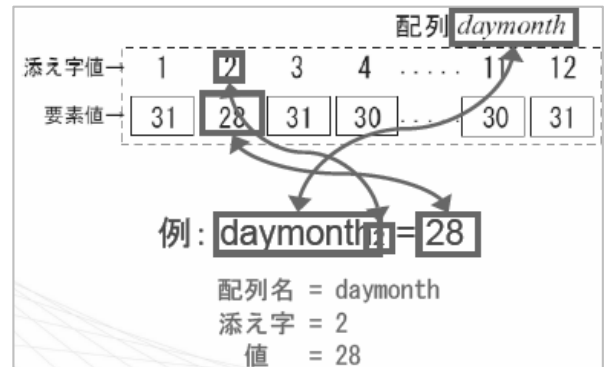 配列 daymonth
添え字値→ 1 2 3 4 ..... 11 12
要素値→ 31 28 31 30 ..... 30 31
例: daymonth2 = 28
配列名 = daymonth
添え字 = 2
値 = 28